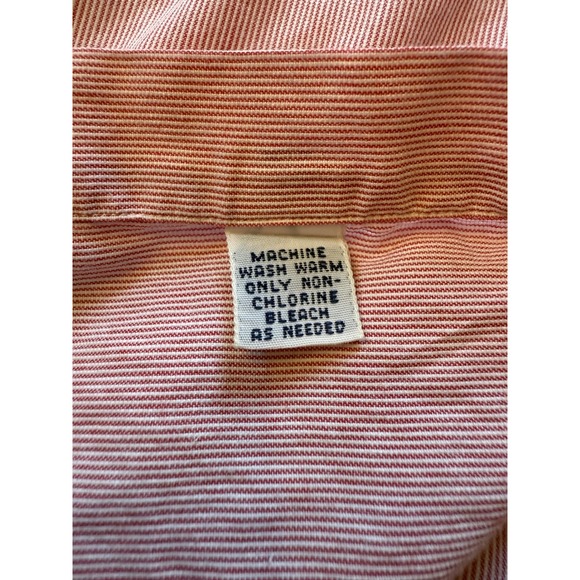 MACHINE
WASH WARM
ONLY NON-
CHLORINE
BLEACH
AS NEEDED